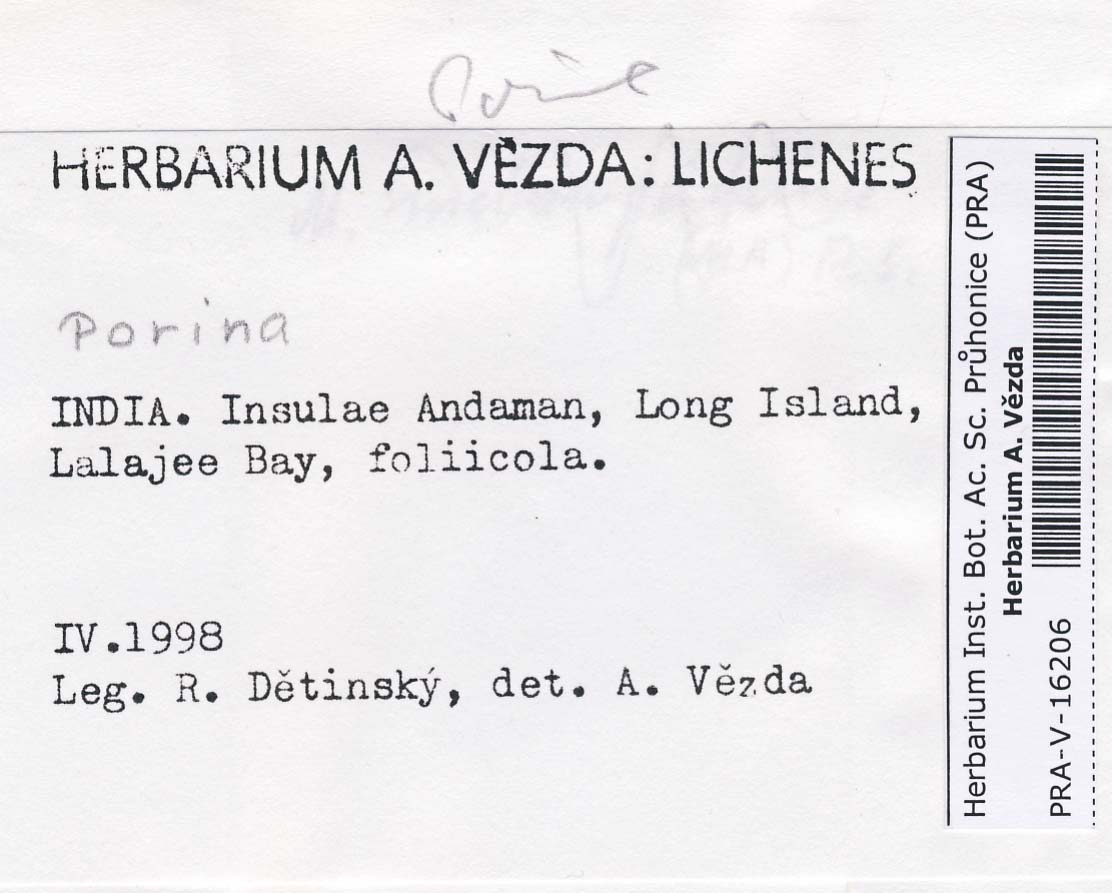 HERBARIUM A. VĚZDA: LICHENES
Porina
INDIA. Insulae Andaman, Long Island,
Lalajee Bay, foliicola.
IV.1998
Leg. R. Dětinský, det. A. Vězda
Herbarium Inst. Bot. Ac. Sc. Průhonice (PRA)
Herbarium A. Vězda
PRA-V-16206